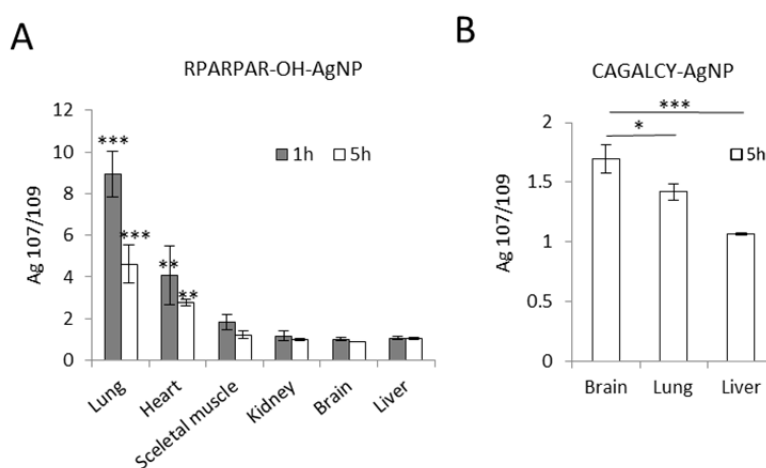 A
RPARPAR-OH-AgNP
Ag 107/109
12
10
8
6
4
2
0
1h
5h
***
***
**
**
Lung
Heart
Sceletal muscle
Kidney
Brain
Liver
B
CAGALCY-AgNP
Ag 107/109
2
1.5
1
0.5
0
***
*
5h
Brain
Lung
Liver